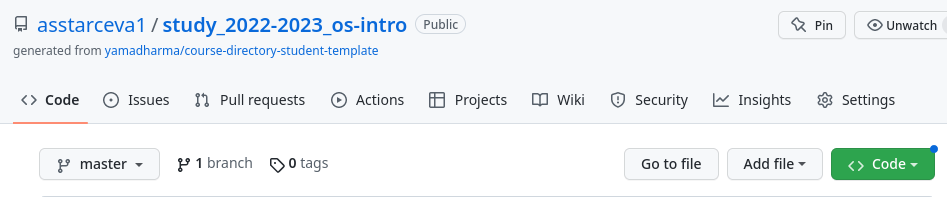 asstarceva1 / study_2022-2023_os-intro Public Pin Unwatch
generated from yamadharma/course-directory-student-template
Code Issues Pull requests Actions Projects Wiki Security Insights Settings
master 1 branch 0 tags Go to file Add file Code